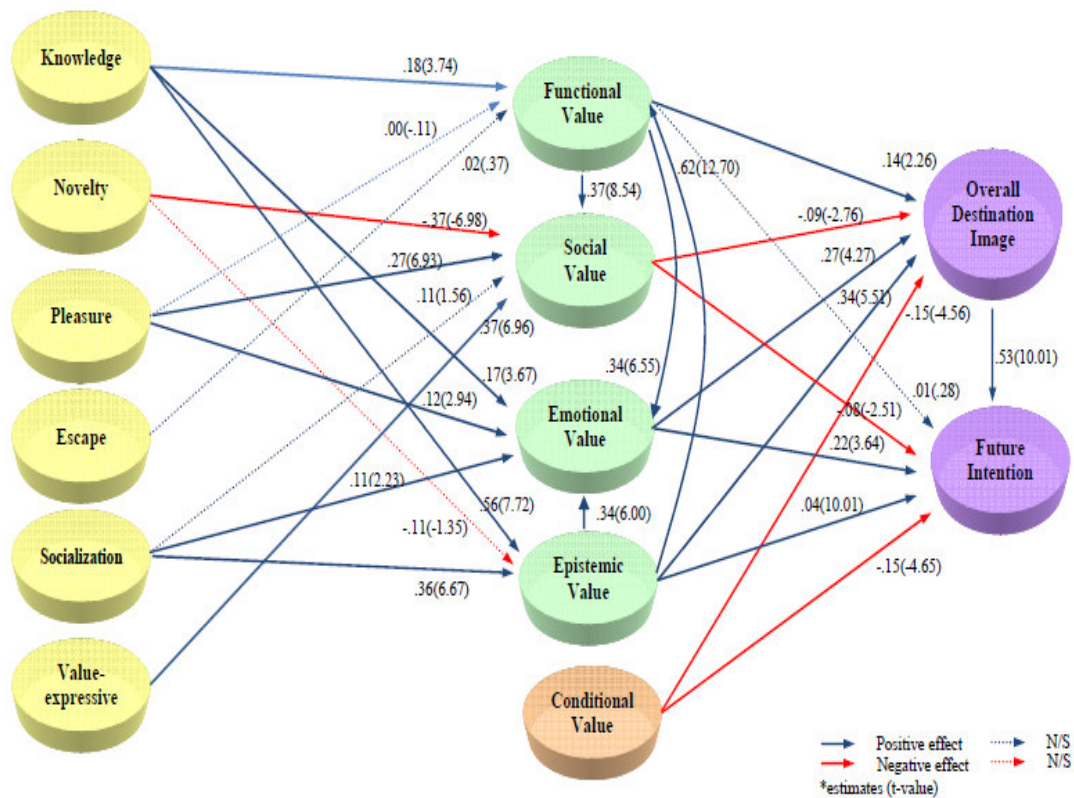 Knowledge
.18(3.74)
Functional
Value
.00(-.11)
.02(.37)
.62(12.70)
.14(2.26)
Novelty
.37(8.54)
Overall
Destination
Image
-.37(-6.98)
-.09(-2.76)
Social
Value
.27(6.93)
.27(4.27)
.11(1.56)
.34(5.51)
Pleasure
-.15(-4.56)
.37(6.96)
.53(10.01)
.34(6.55)
.17(3.67)
.01(.28)
.12(2.94)
-.08(-2.51)
Emotional
Value
Escape
.22(3.64)
Future
Intention
.11(2.23)
.56(7.72)
.04(10.01)
.34(6.00)
-.11(-1.35)
Socialization
Epistemic
Value
-.15(-4.65)
.36(6.67)
Value-
expressive
Conditional
Value
Positive effect
N/S
Negative effect
N/S
*estimates (t-value)